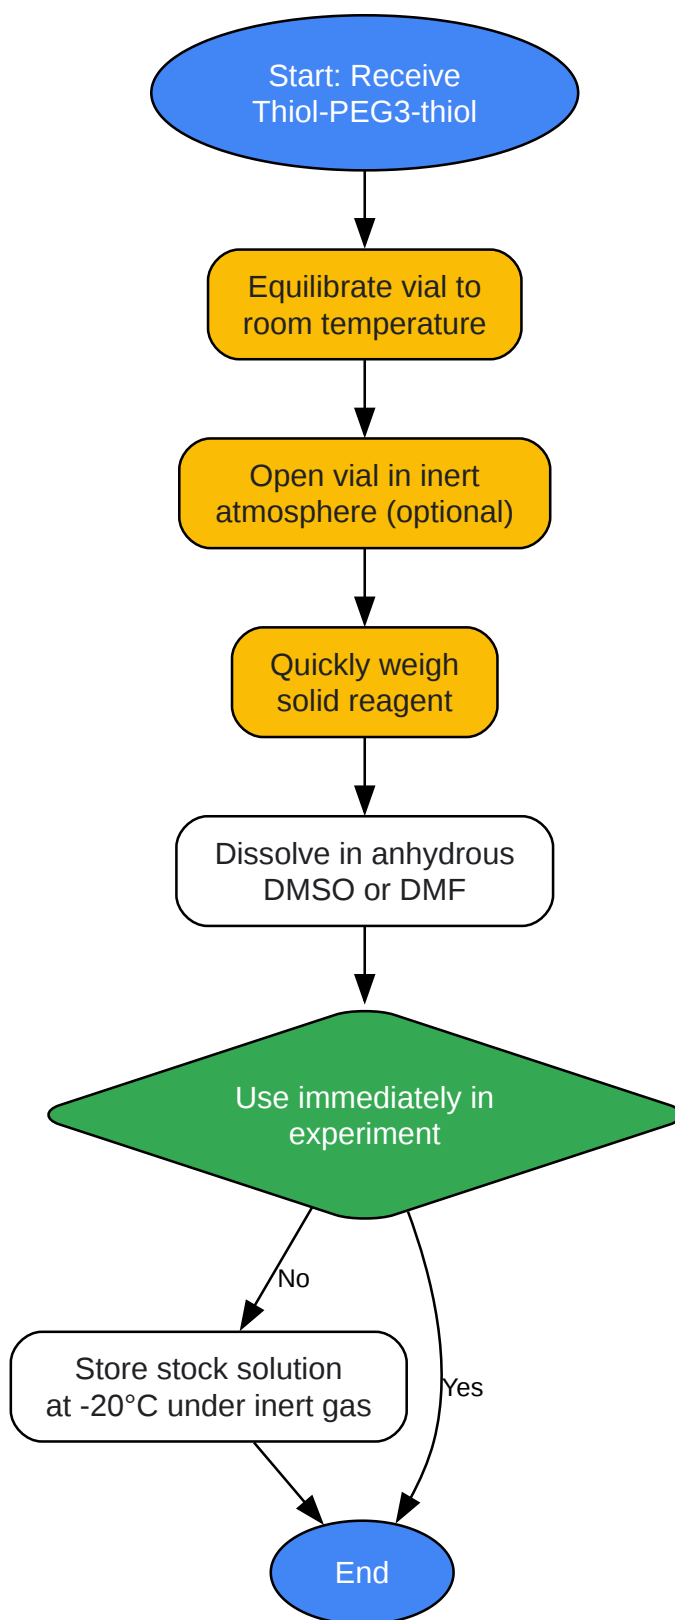 Start: Receive
Thiol-PEG3-thiol
Equilibrate vial to
room temperature
Open vial in inert
atmosphere (optional)
Quickly weigh
solid reagent
Dissolve in anhydrous
DMSO or DMF
Use immediately in
experiment
No
Store stock solution
at -20°C under inert gas
Yes
End